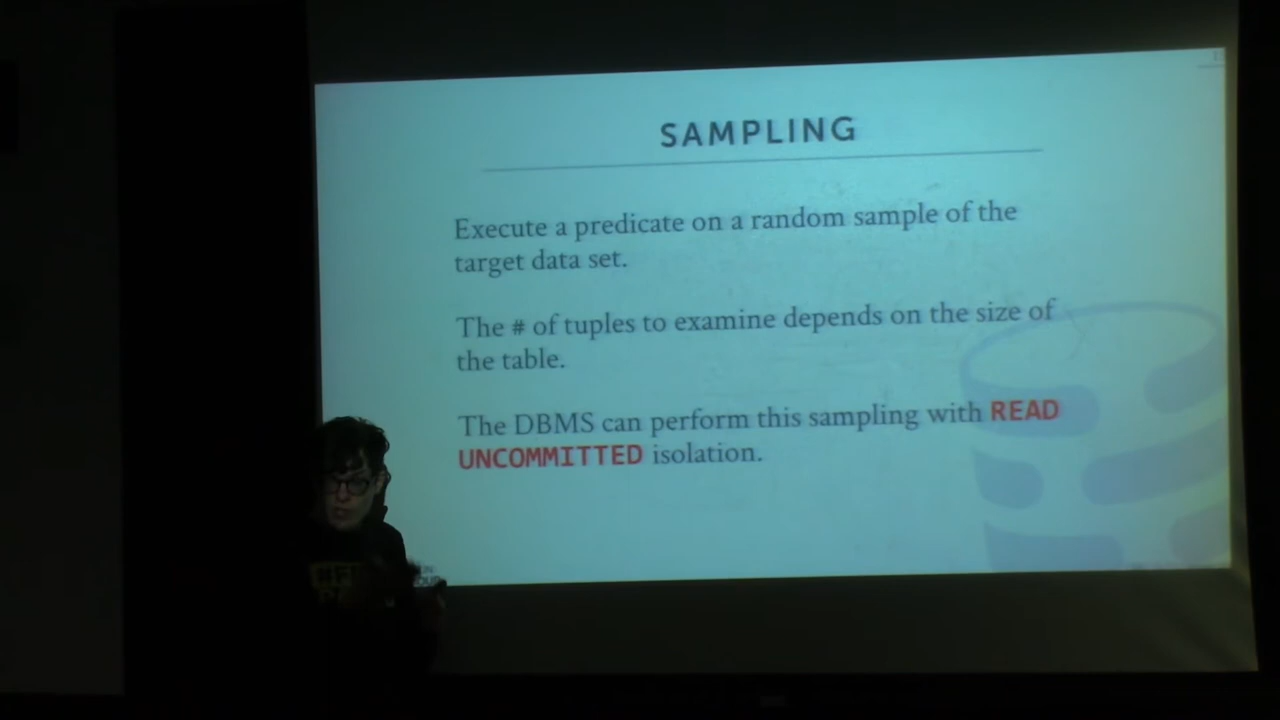 SAMPLING
Execute a predicate on a random sample of the
target data set.
The # of tuples to examine depends on the size of
the table.
The DBMS can perform this sampling with READ
UNCOMMITTED isolation.